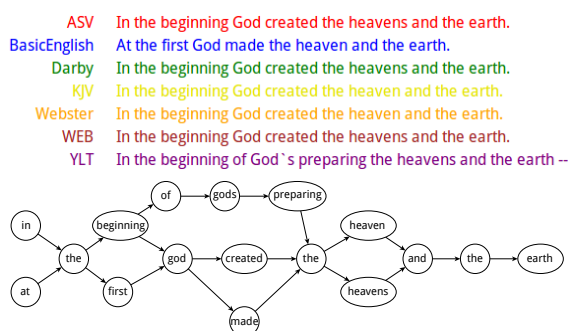 ASV In the beginning God created the heavens and the earth.
BasicEnglish At the first God made the heaven and the earth.
Darby In the beginning God created the heavens and the earth.
KJV In the beginning God created the heaven and the earth.
Webster In the beginning God created the heaven and the earth.
WEB In the beginning God created the heavens and the earth.
YLT In the beginning of God`s preparing the heavens and the earth --
of gods preparing
in beginning heaven
the god created the and the earth
at first heavens
made